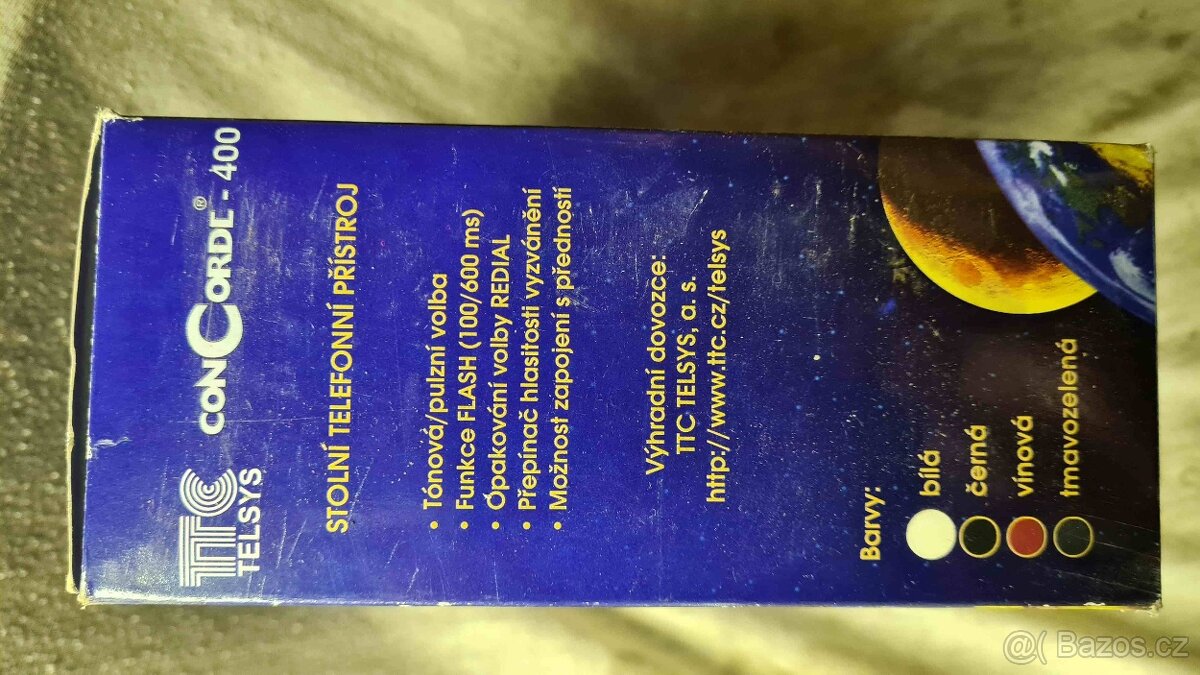 TTC
TELSYS
conCorde® - 400
STOLNÍ TELEFONNÍ PŘÍSTROJ
• Tónová/pulzní volba
• Funkce FLASH (100/600 ms)
• Opakování volby REDIAL
• Přepínač hlasitosti vyzvánění
• Možnost zapojení s předností
Výhradní dovozce:
TTC TELSYS, a. s.
http://www.ttc.cz/telsys
Barvy:
bílá
černá
vínová
tmavozelená
@( Bazos.cz